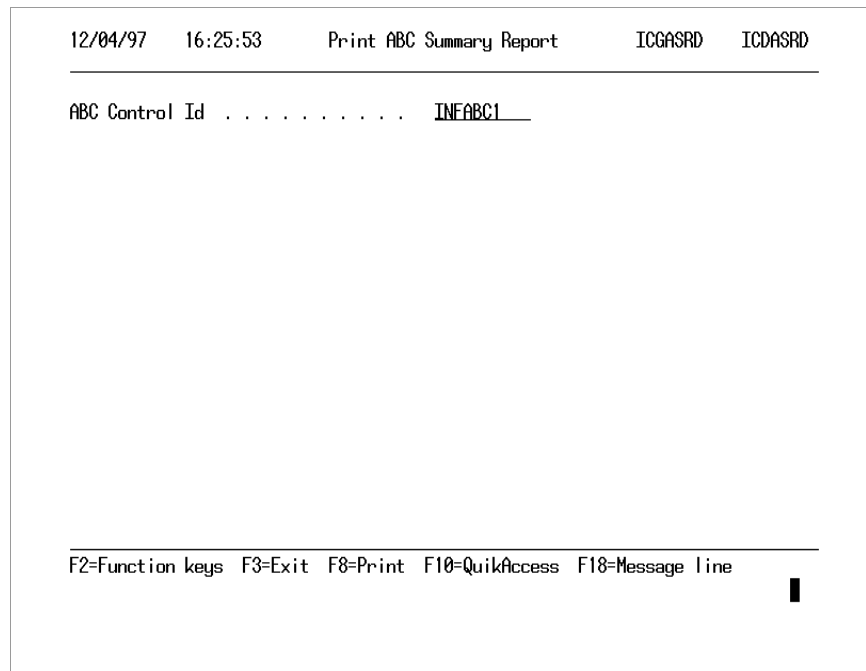 12/04/97 16:25:53 Print ABC Summary Report ICGASRD ICDASRD
ABC Control Id . . . . . . . . . . INFABC1
F2=Function keys F3=Exit F8=Print F10=QuikAccess F18=Message line